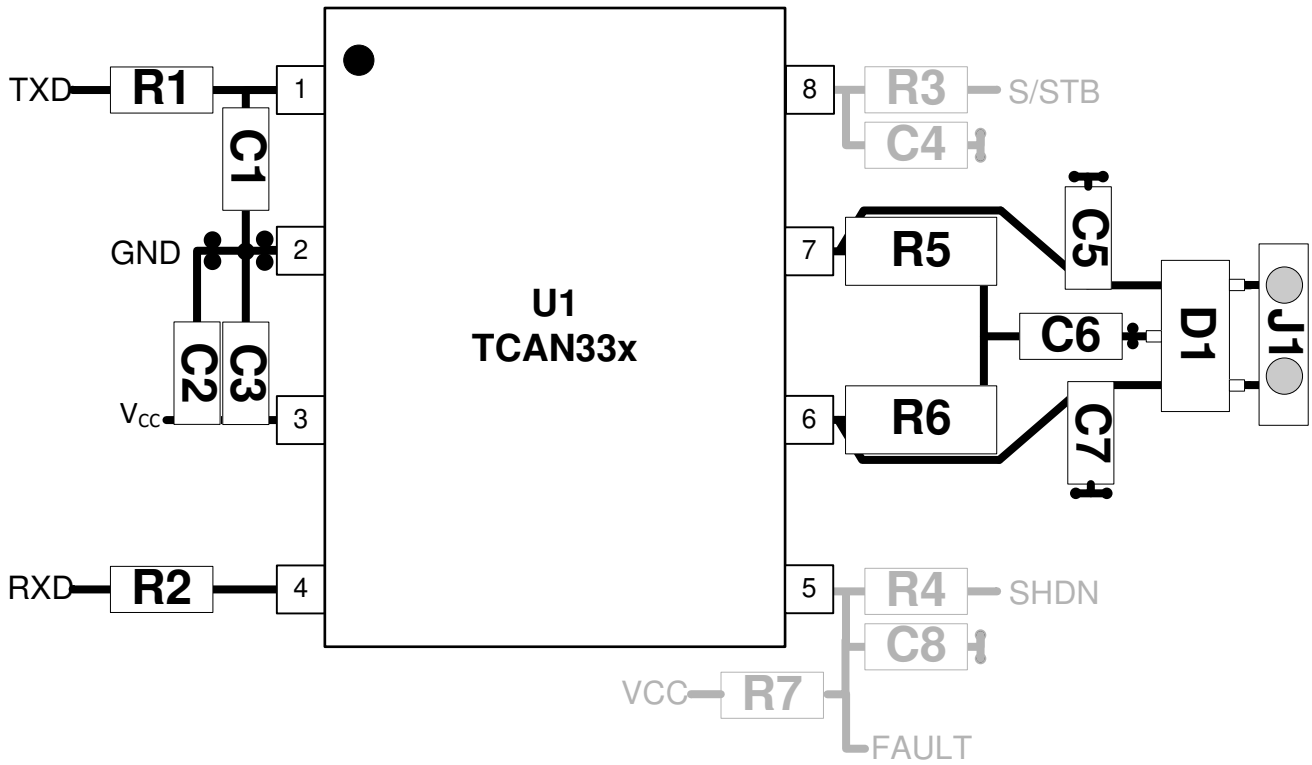 TXD
R1
1
C1
GND
2
C2
C3
VCC
3
RXD
R2
4
U1
TCAN33x
8
R3
S/STB
C4
7
R5
C5
C6
D1
J1
6
R6
C7
5
R4
SHDN
C8
VCC
R7
FAULT